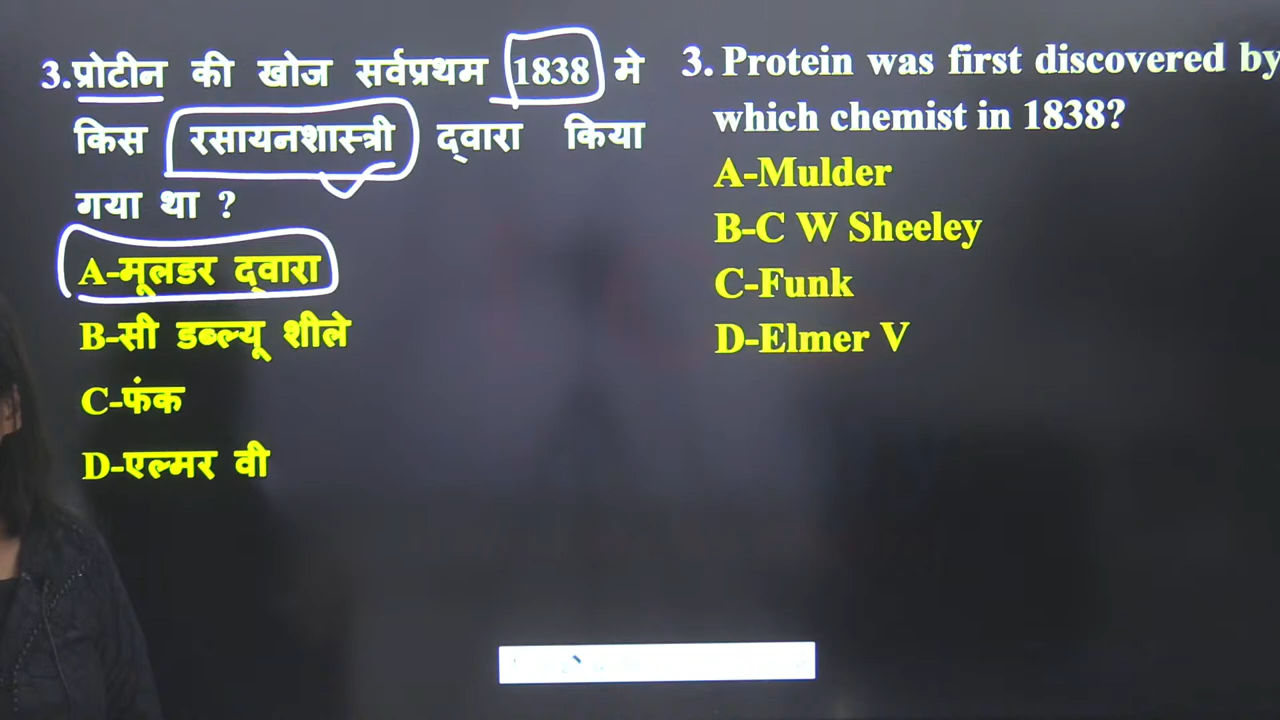 3.प्रोटीन की खोज सर्वप्रथम 1838 मे
किस रसायनशास्त्री द्वारा किया
गया था ?
A-मूलडर द्वारा
B-सी डब्ल्यू शीले
C-फंक
D-एल्मर वी
3. Protein was first discovered by
which chemist in 1838?
A-Mulder
B-C W Sheeley
C-Funk
D-Elmer V